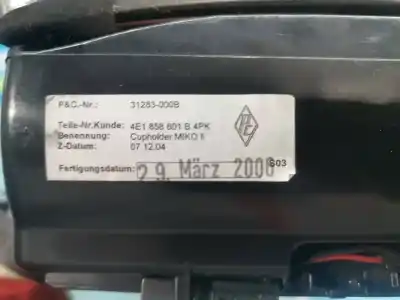 P&C.-Nr.: 31283-000B
Teile-Nr.Kunde: 4E1 858 601 B 4PK
Benennung: Cupholder MIKO II
Z-Datum: 07.12.04
Fertigungsdatum: 29. März 2006 S03